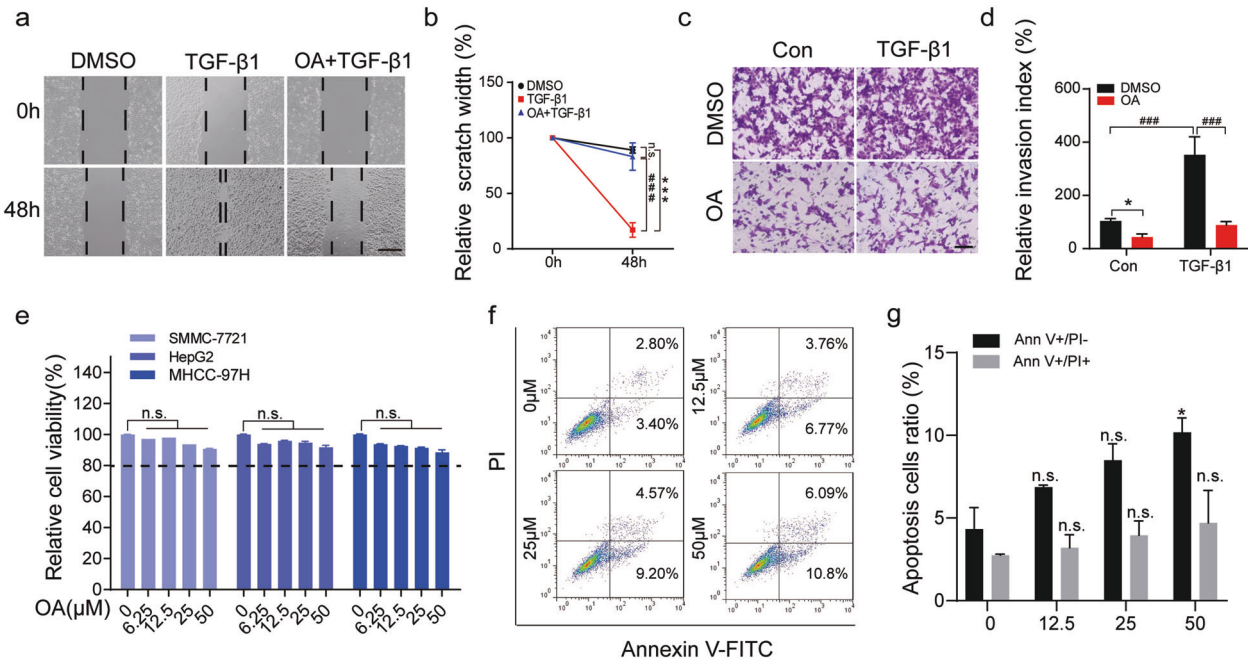 a
DMSO
TGF-β1
OA+TGF-β1
0h
48h
b
Relative scratch width (%)
150
100
50
0
DMSO
TGF-β1
OA+TGF-β1
n.s.
###
***
0h
48h
c
Con
TGF-β1
DMSO
OA
d
Relative invasion index(%)
600
400
200
0
DMSO
OA
###
###
*
Con
TGF-β1
e
SMMC-7721
HepG2
MHCC-97H
Relative cell viability(%)
140
120
100
80
60
40
20
0
n.s.
n.s.
n.s.
OA(μM)
0
6.25
12.5
25
50
0
6.25
12.5
25
50
0
6.25
12.5
25
50
f
PI
0μM
2.80%
3.40%
12.5μM
3.76%
6.77%
25μM
4.57%
9.20%
50μM
6.09%
10.8%
Annexin V-FITC
g
Apoptosis cells ratio (%)
15
10
5
0
Ann V+/PI-
Ann V+/PI+
n.s.
n.s.
n.s.
n.s.
*
n.s.
0
12.5
25
50